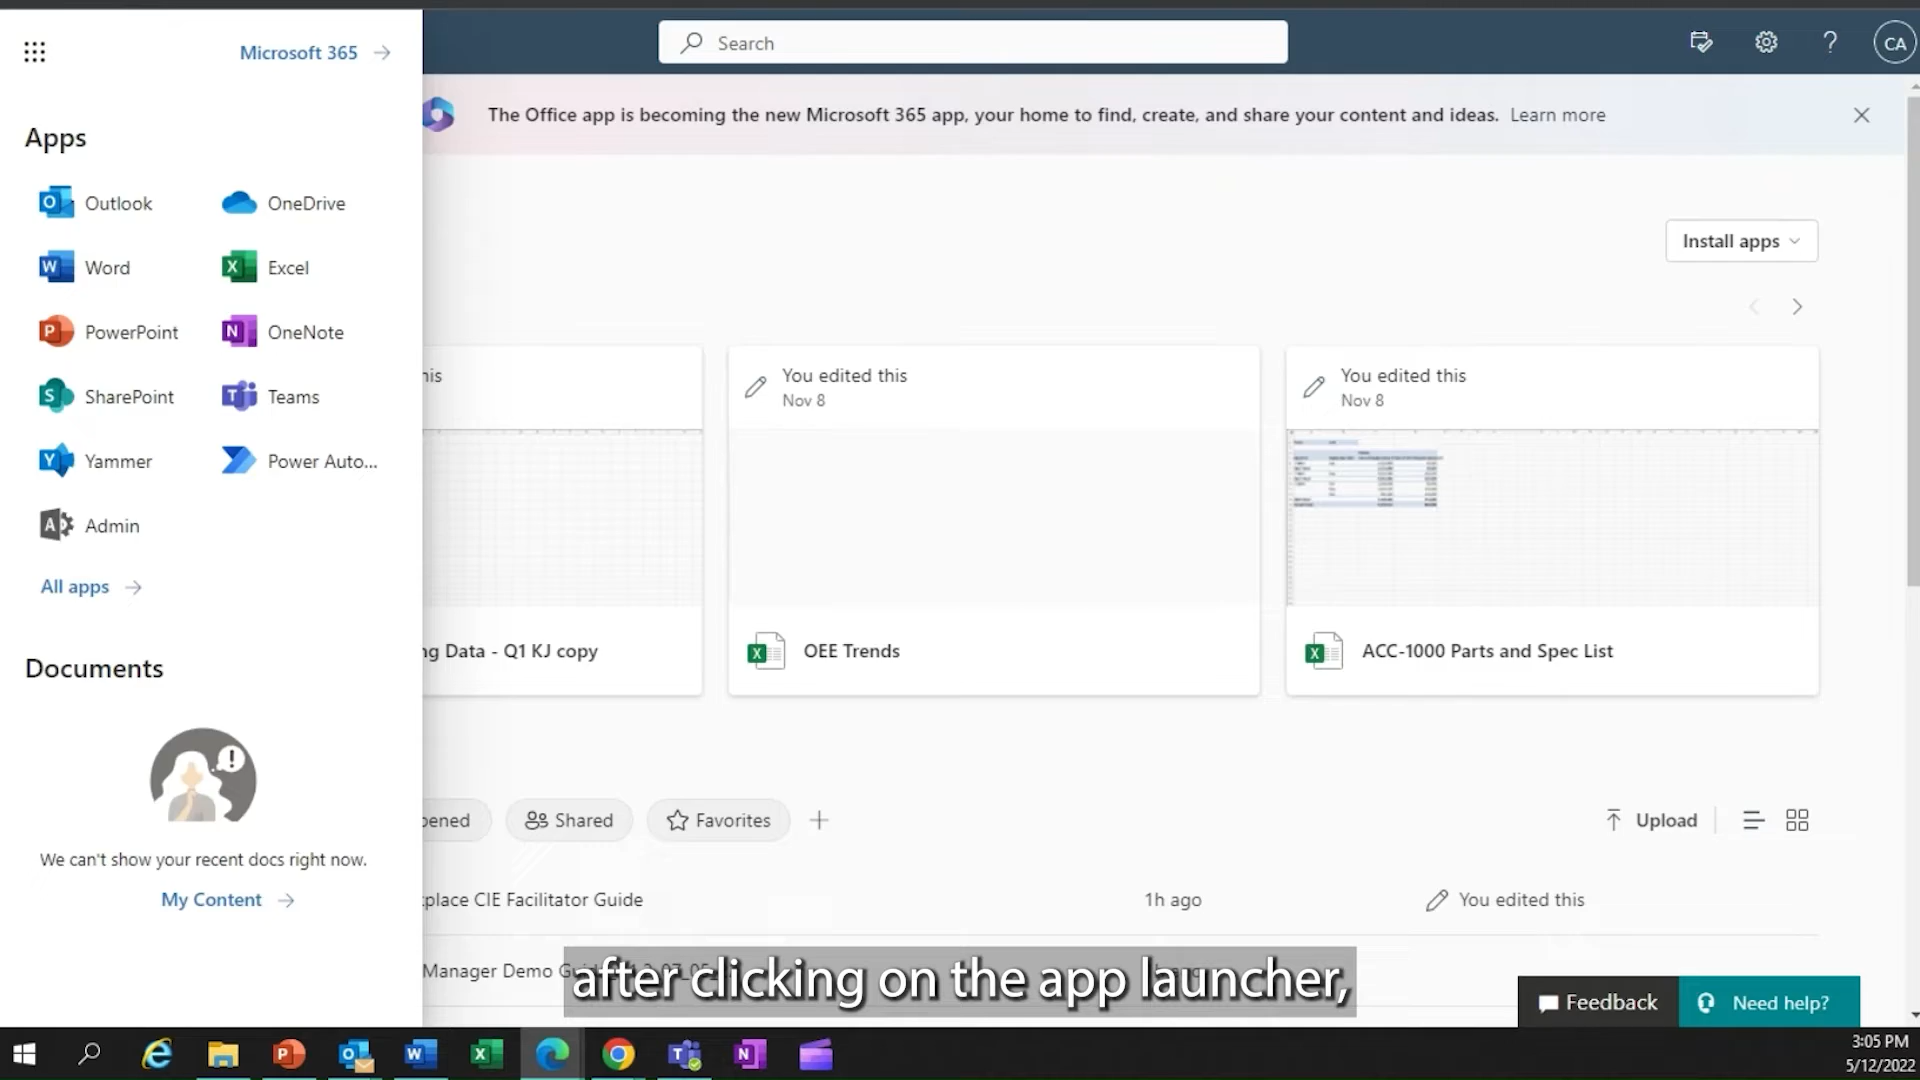 Microsoft 365
Search
CA
The Office app is becoming the new Microsoft 365 app, your home to find, create, and share your content and ideas. Learn more
Apps
Outlook
OneDrive
Word
Excel
PowerPoint
OneNote
SharePoint
Teams
Yammer
Power Auto...
Admin
All apps
Install apps
his
You edited this
Nov 8
You edited this
Nov 8
ng Data - Q1 KJ copy
OEE Trends
ACC-1000 Parts and Spec List
Documents
We can't show your recent docs right now.
My Content
pened
Shared
Favorites
Upload
place CIE Facilitator Guide
1h ago
You edited this
Manager Demo
after clicking on the app launcher,
Feedback
Need help?
3:05 PM
5/12/2022